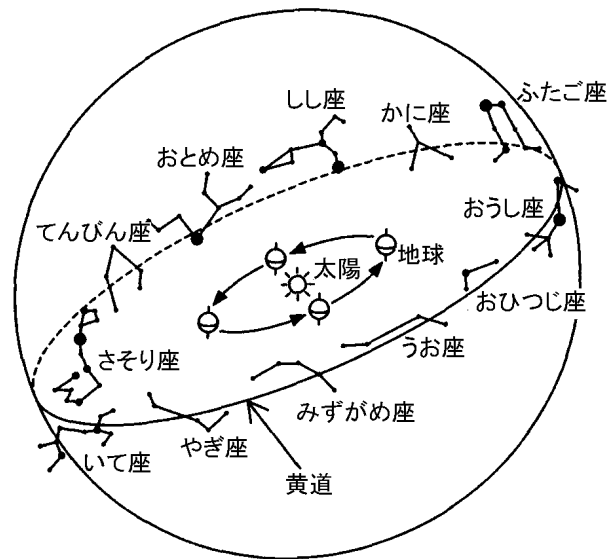 ふたご座
しし座
かに座
おとめ座
おうし座
てんびん座
地球
太陽
おひつじ座
うお座
さそり座
みずがめ座
やぎ座
いて座
黄道